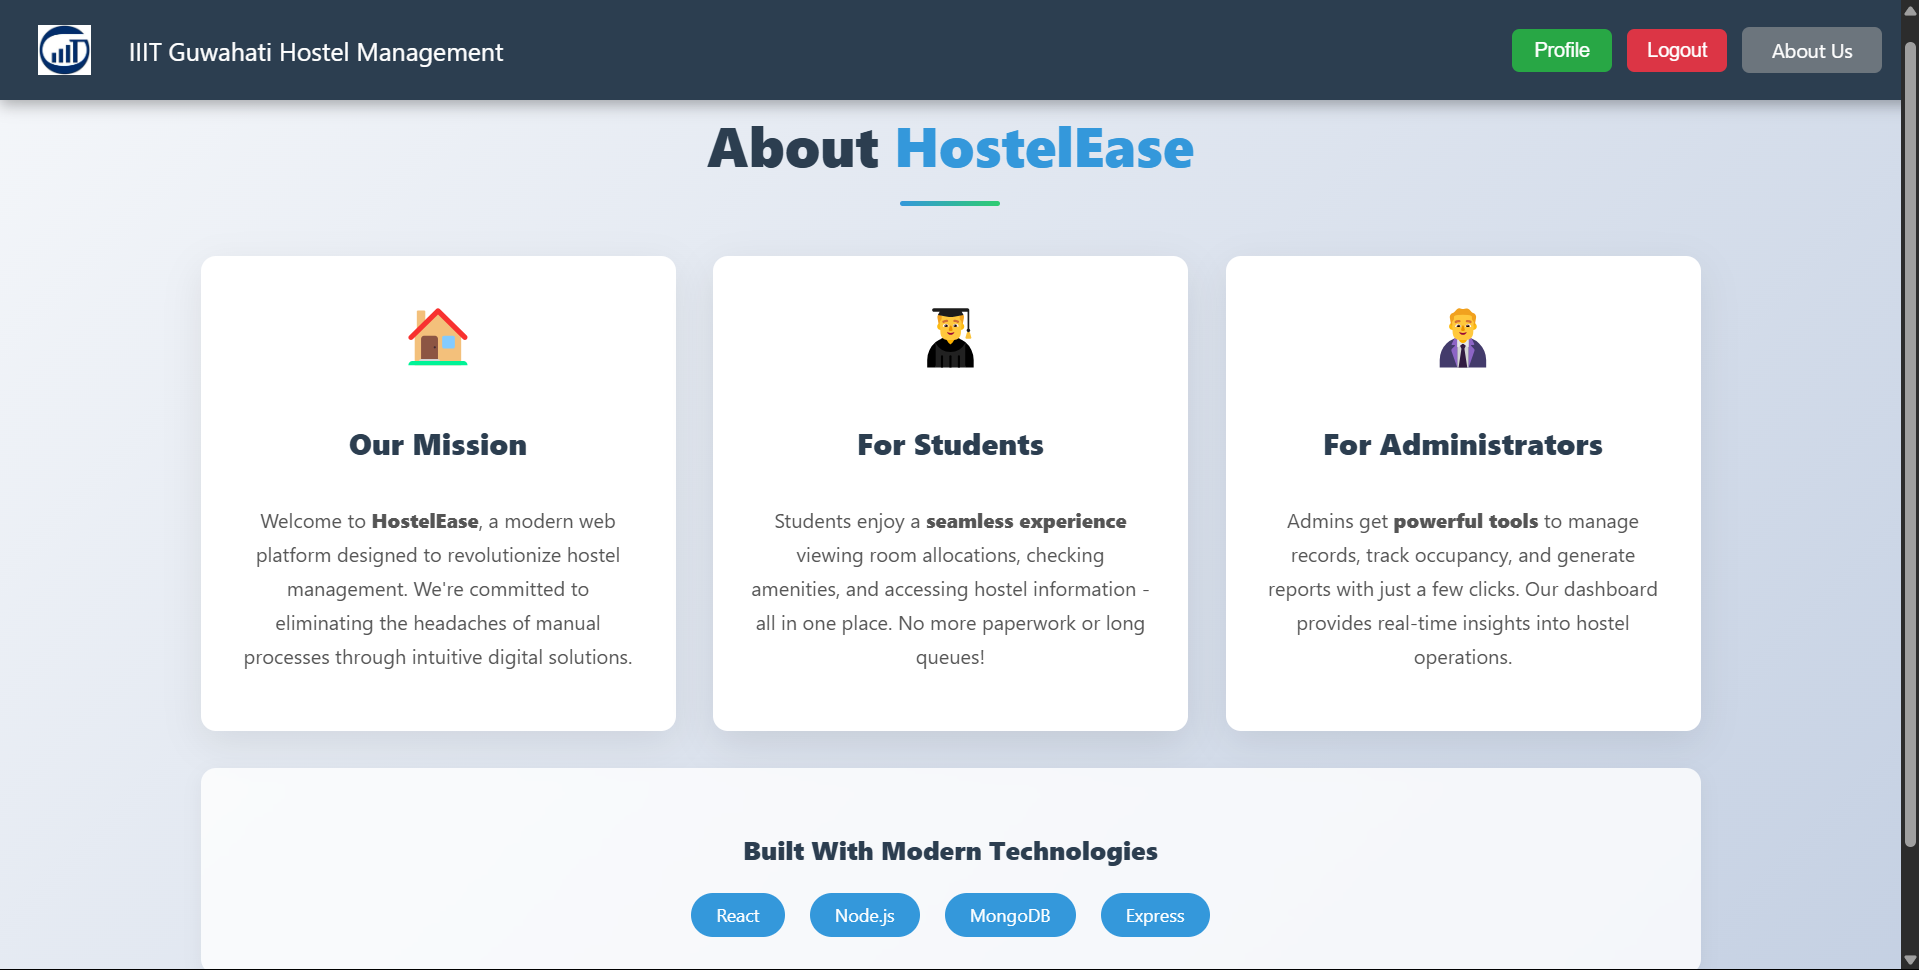 IIIT Guwahati Hostel Management
Profile
Logout
About Us
About HostelEase
Our Mission
Welcome to HostelEase, a modern web
platform designed to revolutionize hostel
management. We're committed to
eliminating the headaches of manual
processes through intuitive digital solutions.
For Students
Students enjoy a seamless experience
viewing room allocations, checking
amenities, and accessing hostel information -
all in one place. No more paperwork or long
queues!
For Administrators
Admins get powerful tools to manage
records, track occupancy, and generate
reports with just a few clicks. Our dashboard
provides real-time insights into hostel
operations.
Built With Modern Technologies
React
Node.js
MongoDB
Express